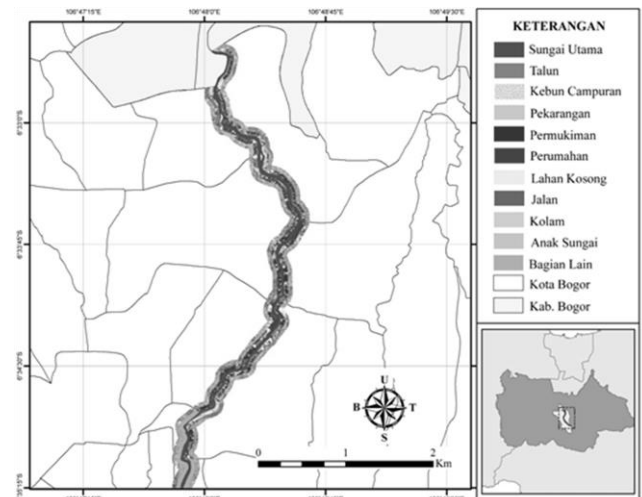 106°47'15"E 106°48'0"E 106°48'45"E 106°49'30"E
6°33'0"S
6°33'45"S
6°34'30"S
U
B T
S
0 1 2
Km
KETERANGAN
Sungai Utama
Talun
Kebun Campuran
Pekarangan
Permukiman
Perumahan
Lahan Kosong
Jalan
Kolam
Anak Sungai
Bagian Lain
Kota Bogor
Kab. Bogor